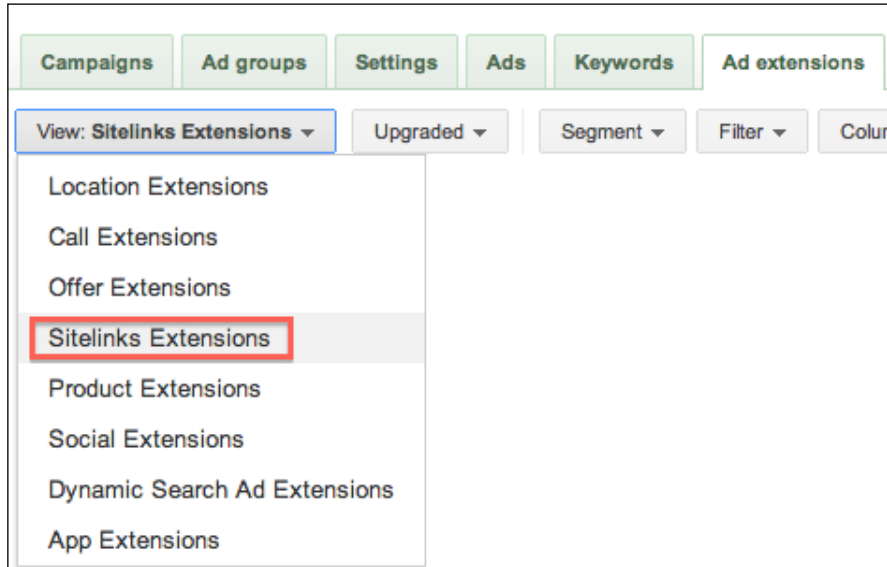 Campaigns Ad groups Settings Ads Keywords Ad extensions
View: Sitelinks Extensions Upgraded Segment Filter
Location Extensions
Call Extensions
Offer Extensions
Sitelinks Extensions
Product Extensions
Social Extensions
Dynamic Search Ad Extensions
App Extensions